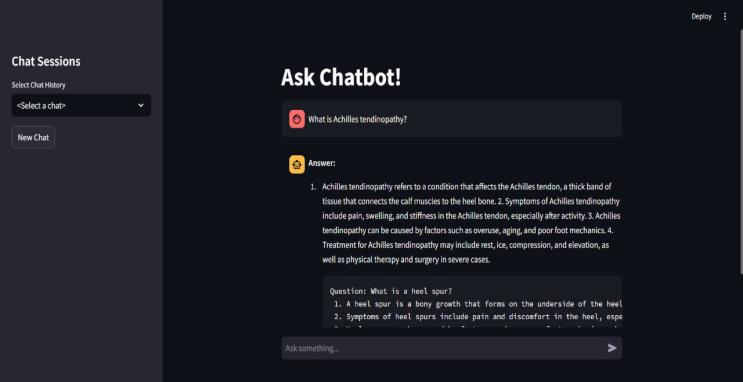 Deploy
Chat Sessions
Select Chat History
<Select a chat>
New Chat
Ask Chatbot!
What is Achilles tendinopathy?
Answer:
1. Achilles tendinopathy refers to a condition that affects the Achilles tendon, a thick band of
tissue that connects the calf muscles to the heel bone. 2. Symptoms of Achilles tendinopathy
include pain, swelling, and stiffness in the Achilles tendon, especially after activity. 3. Achilles
tendinopathy can be caused by factors such as overuse, aging, and poor foot mechanics. 4.
Treatment for Achilles tendinopathy may include rest, ice, compression, and elevation, as
well as physical therapy and surgery in severe cases.
Question: What is a heel spur?
1. A heel spur is a bony growth that forms on the underside of the heel
2. Symptoms of heel spurs include pain and discomfort in the heel, espe
Ask something...